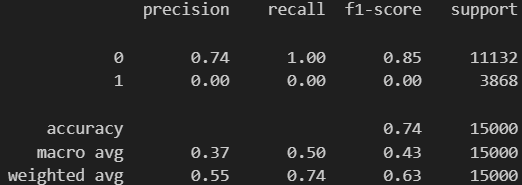 precision recall f1-score support
0 0.74 1.00 0.85 11132
1 0.00 0.00 0.00 3868
accuracy 0.74 15000
macro avg 0.37 0.50 0.43 15000
weighted avg 0.55 0.74 0.63 15000